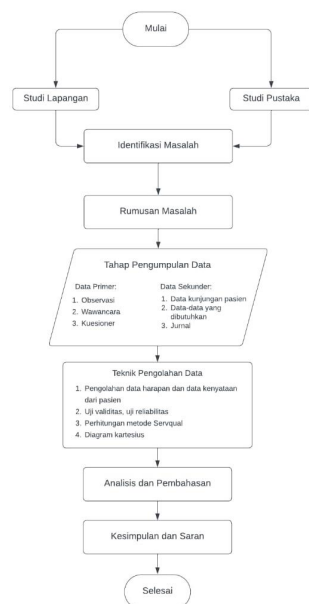 Mulai
Studi Lapangan
Studi Pustaka
Identifikasi Masalah
Rumusan Masalah
Tahap Pengumpulan Data
Data Primer:
1. Observasi
2. Wawancara
3. Kuesioner
Data Sekunder:
1. Data kunjungan pasien
2. Data-data yang
dibutuhkan
3. Jurnal
Teknik Pengolahan Data
1. Pengolahan data harapan dan data kenyataan
dari pasien
2. Uji validitas, uji reliabilitas
3. Perhitungan metode Servqual
4. Diagram kartesius
Analisis dan Pembahasan
Kesimpulan dan Saran
Selesai